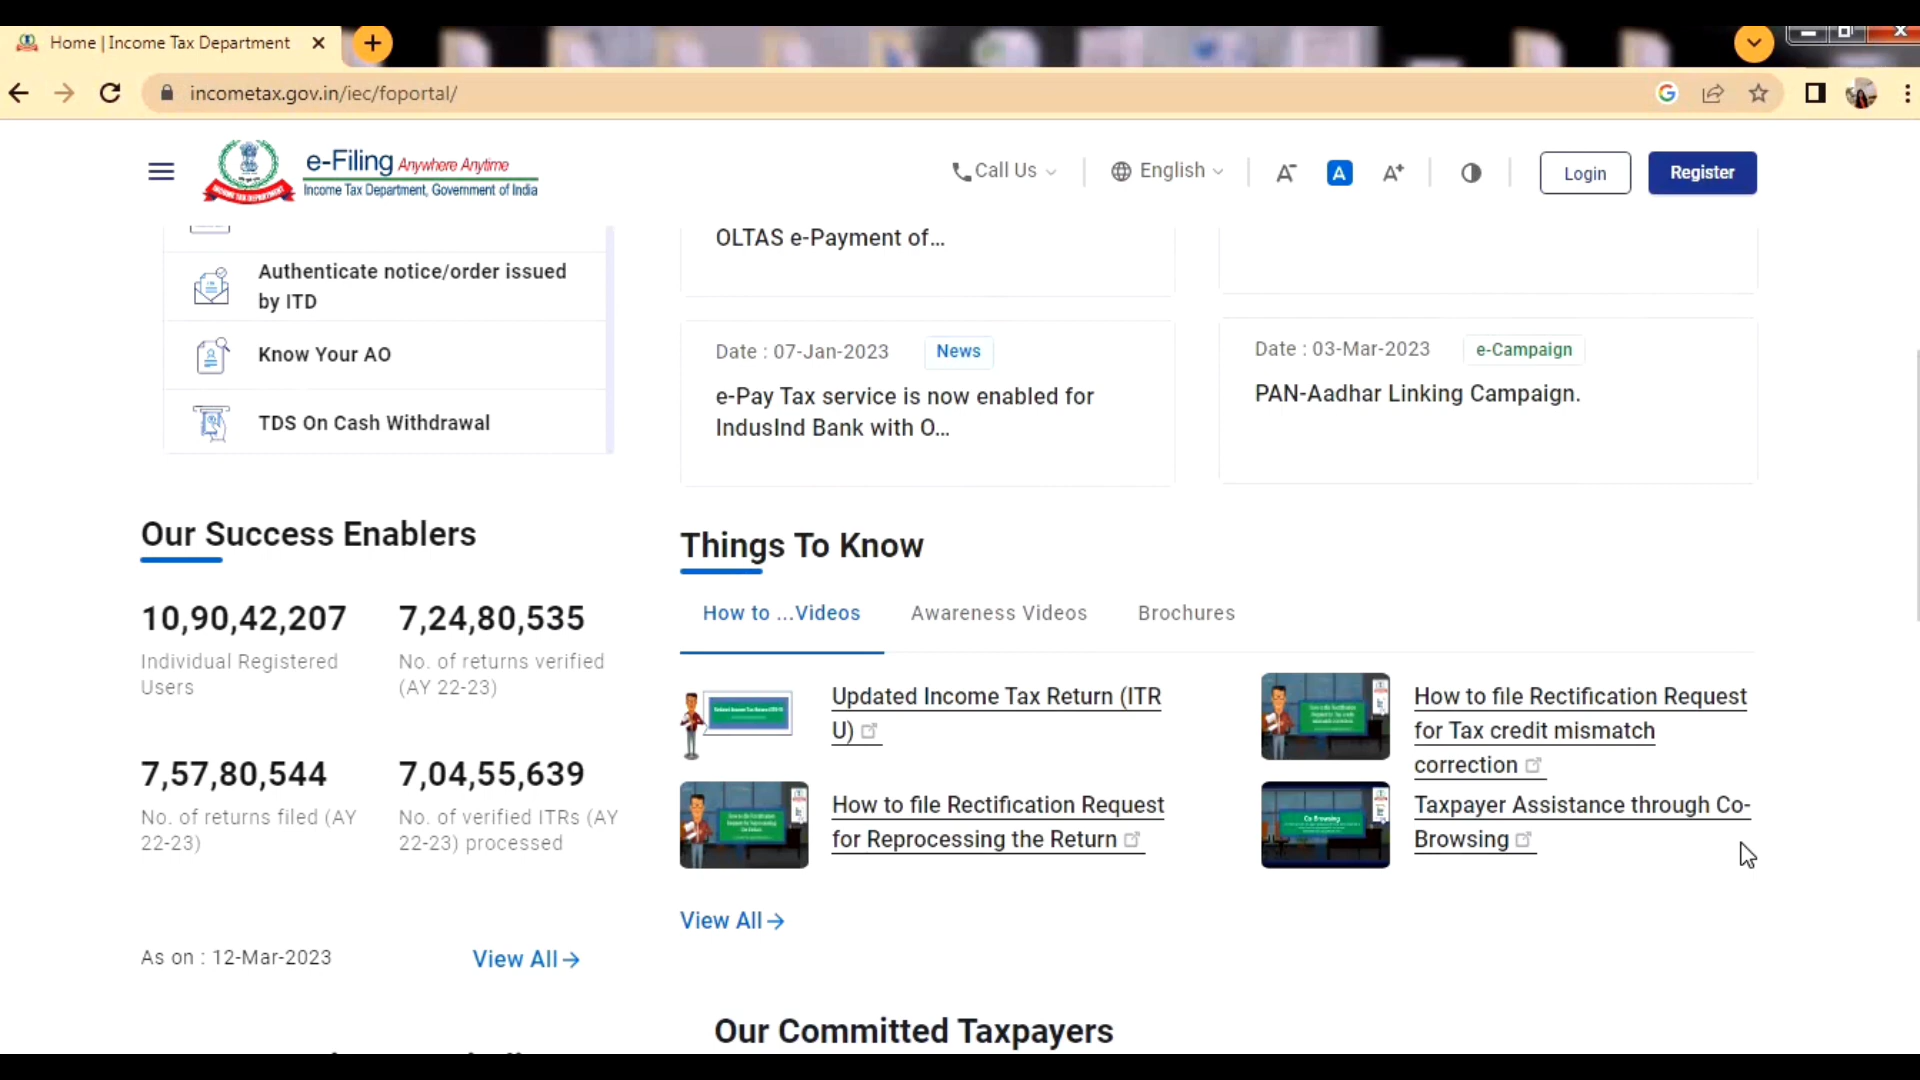 Home | Income Tax Department
incometax.gov.in/iec/foportal/
e-Filing Anywhere Anytime
Income Tax Department, Government of India
Call Us
English
A-
A
A+
Login
Register
OLTAS e-Payment of...
Authenticate notice/order issued
by ITD
Know Your AO
TDS On Cash Withdrawal
Date : 07-Jan-2023 News
e-Pay Tax service is now enabled for
IndusInd Bank with O...
Date : 03-Mar-2023 e-Campaign
PAN-Aadhar Linking Campaign.
Our Success Enablers
10,90,42,207
Individual Registered
Users
7,24,80,535
No. of returns verified
(AY 22-23)
7,57,80,544
No. of returns filed (AY
22-23)
7,04,55,639
No. of verified ITRs (AY
22-23) processed
As on : 12-Mar-2023
View All
Things To Know
How to ...Videos
Awareness Videos
Brochures
Updated Income Tax Return (ITR
U)
How to file Rectification Request
for Tax credit mismatch
correction
How to file Rectification Request
for Reprocessing the Return
Co Browsing
Taxpayer Assistance through Co-
Browsing
View All
Our Committed Taxpayers